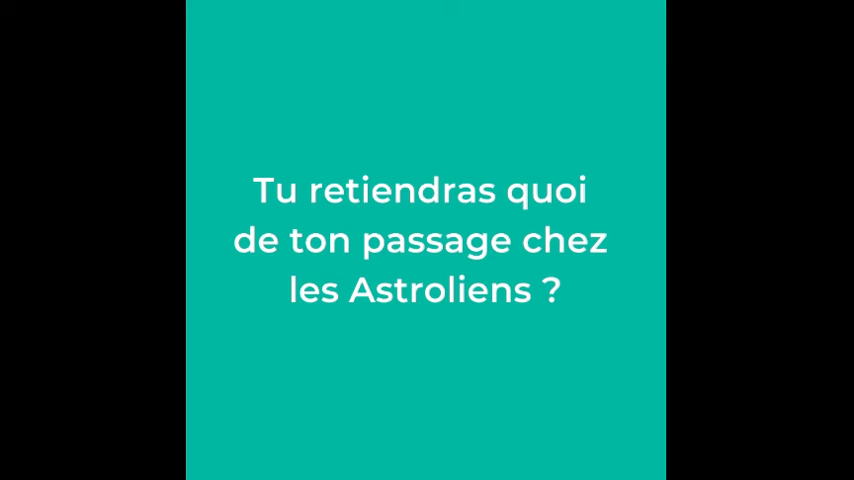 Tu retiendras quoi
de ton passage chez
les Astroliens ?